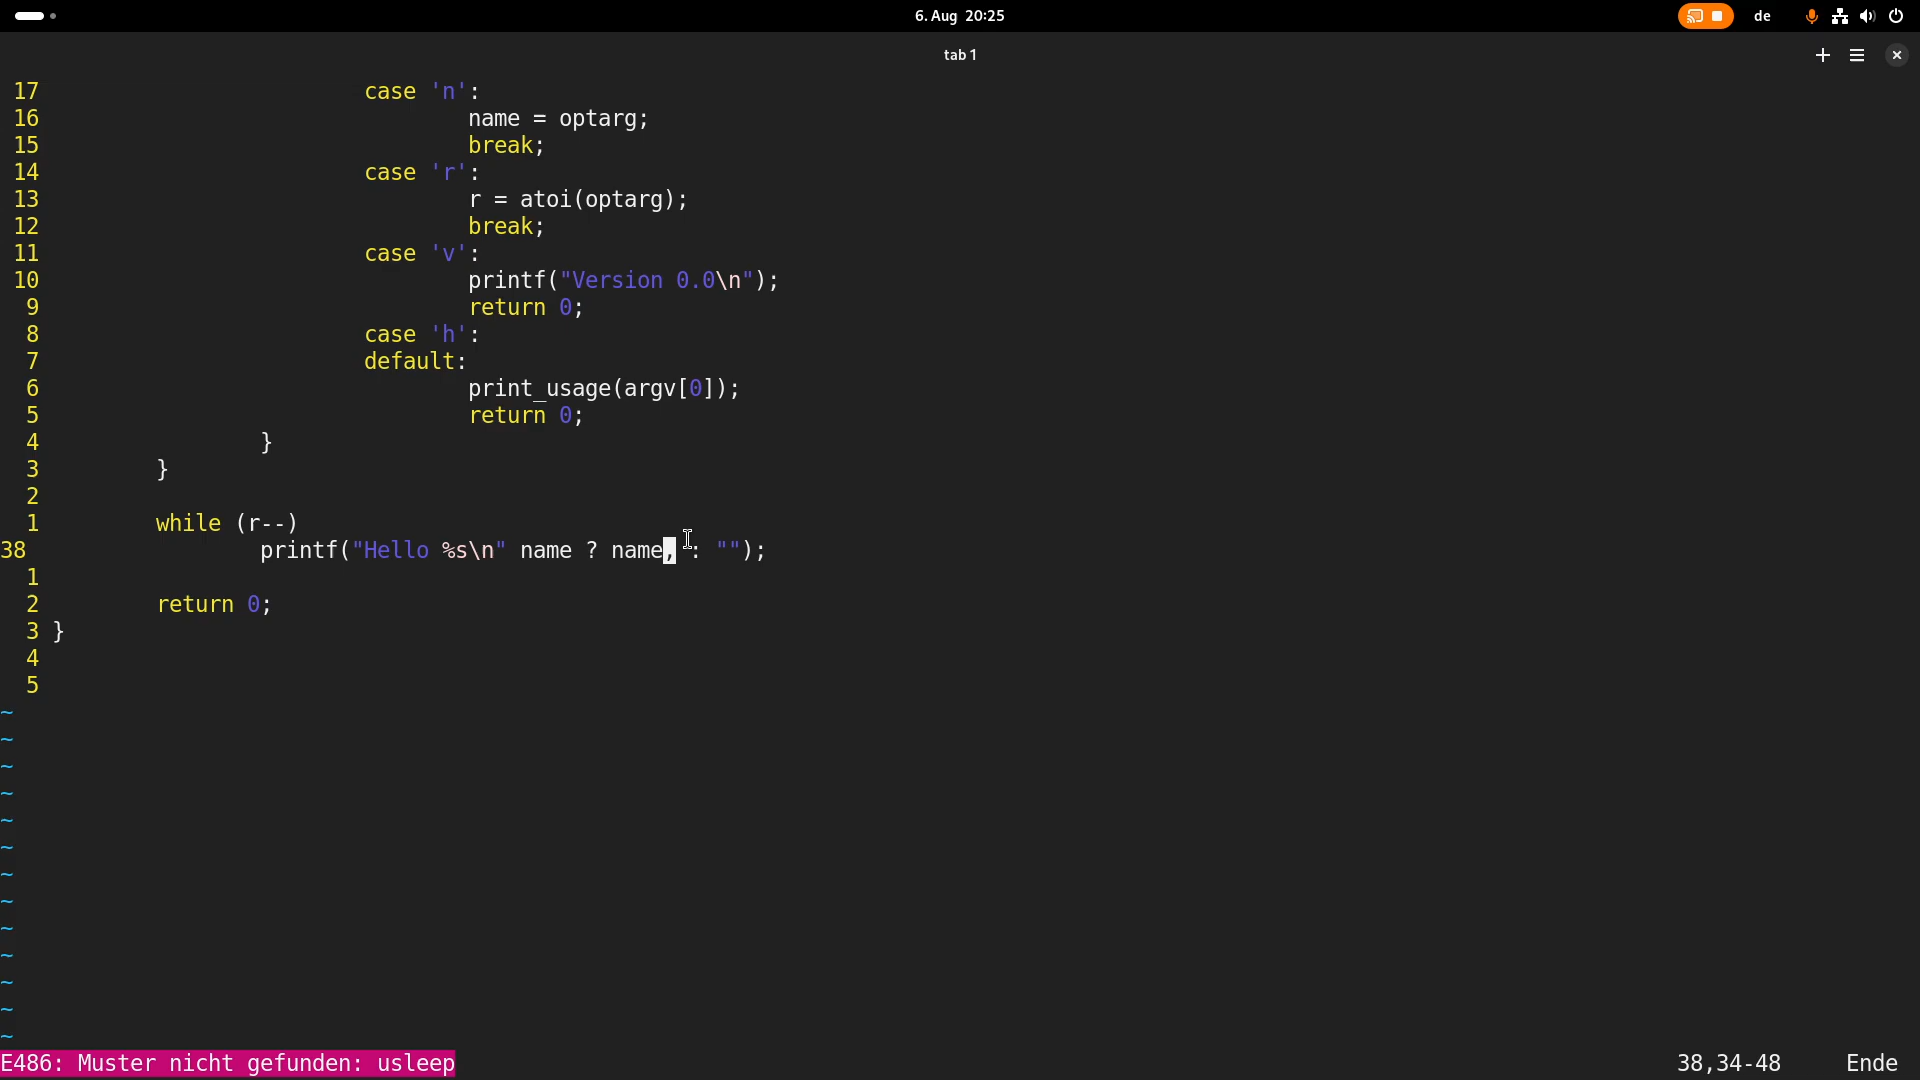 6. Aug 20:25
de
tab 1
17 case 'n':
16 name = optarg;
15 break;
14 case 'r':
13 r = atoi(optarg);
12 break;
11 case 'v':
10 printf("Version 0.0\n");
9 return 0;
8 case 'h':
7 default:
6 print_usage(argv[0]);
5 return 0;
4 }
3 }
2
1 while (r--)
38 printf("Hello %s\n" name ? name, : "");
1
2 return 0;
3 }
4
5
~
~
~
~
~
~
~
~
~
~
~
~
~
E486: Muster nicht gefunden: usleep 38,34-48 Ende